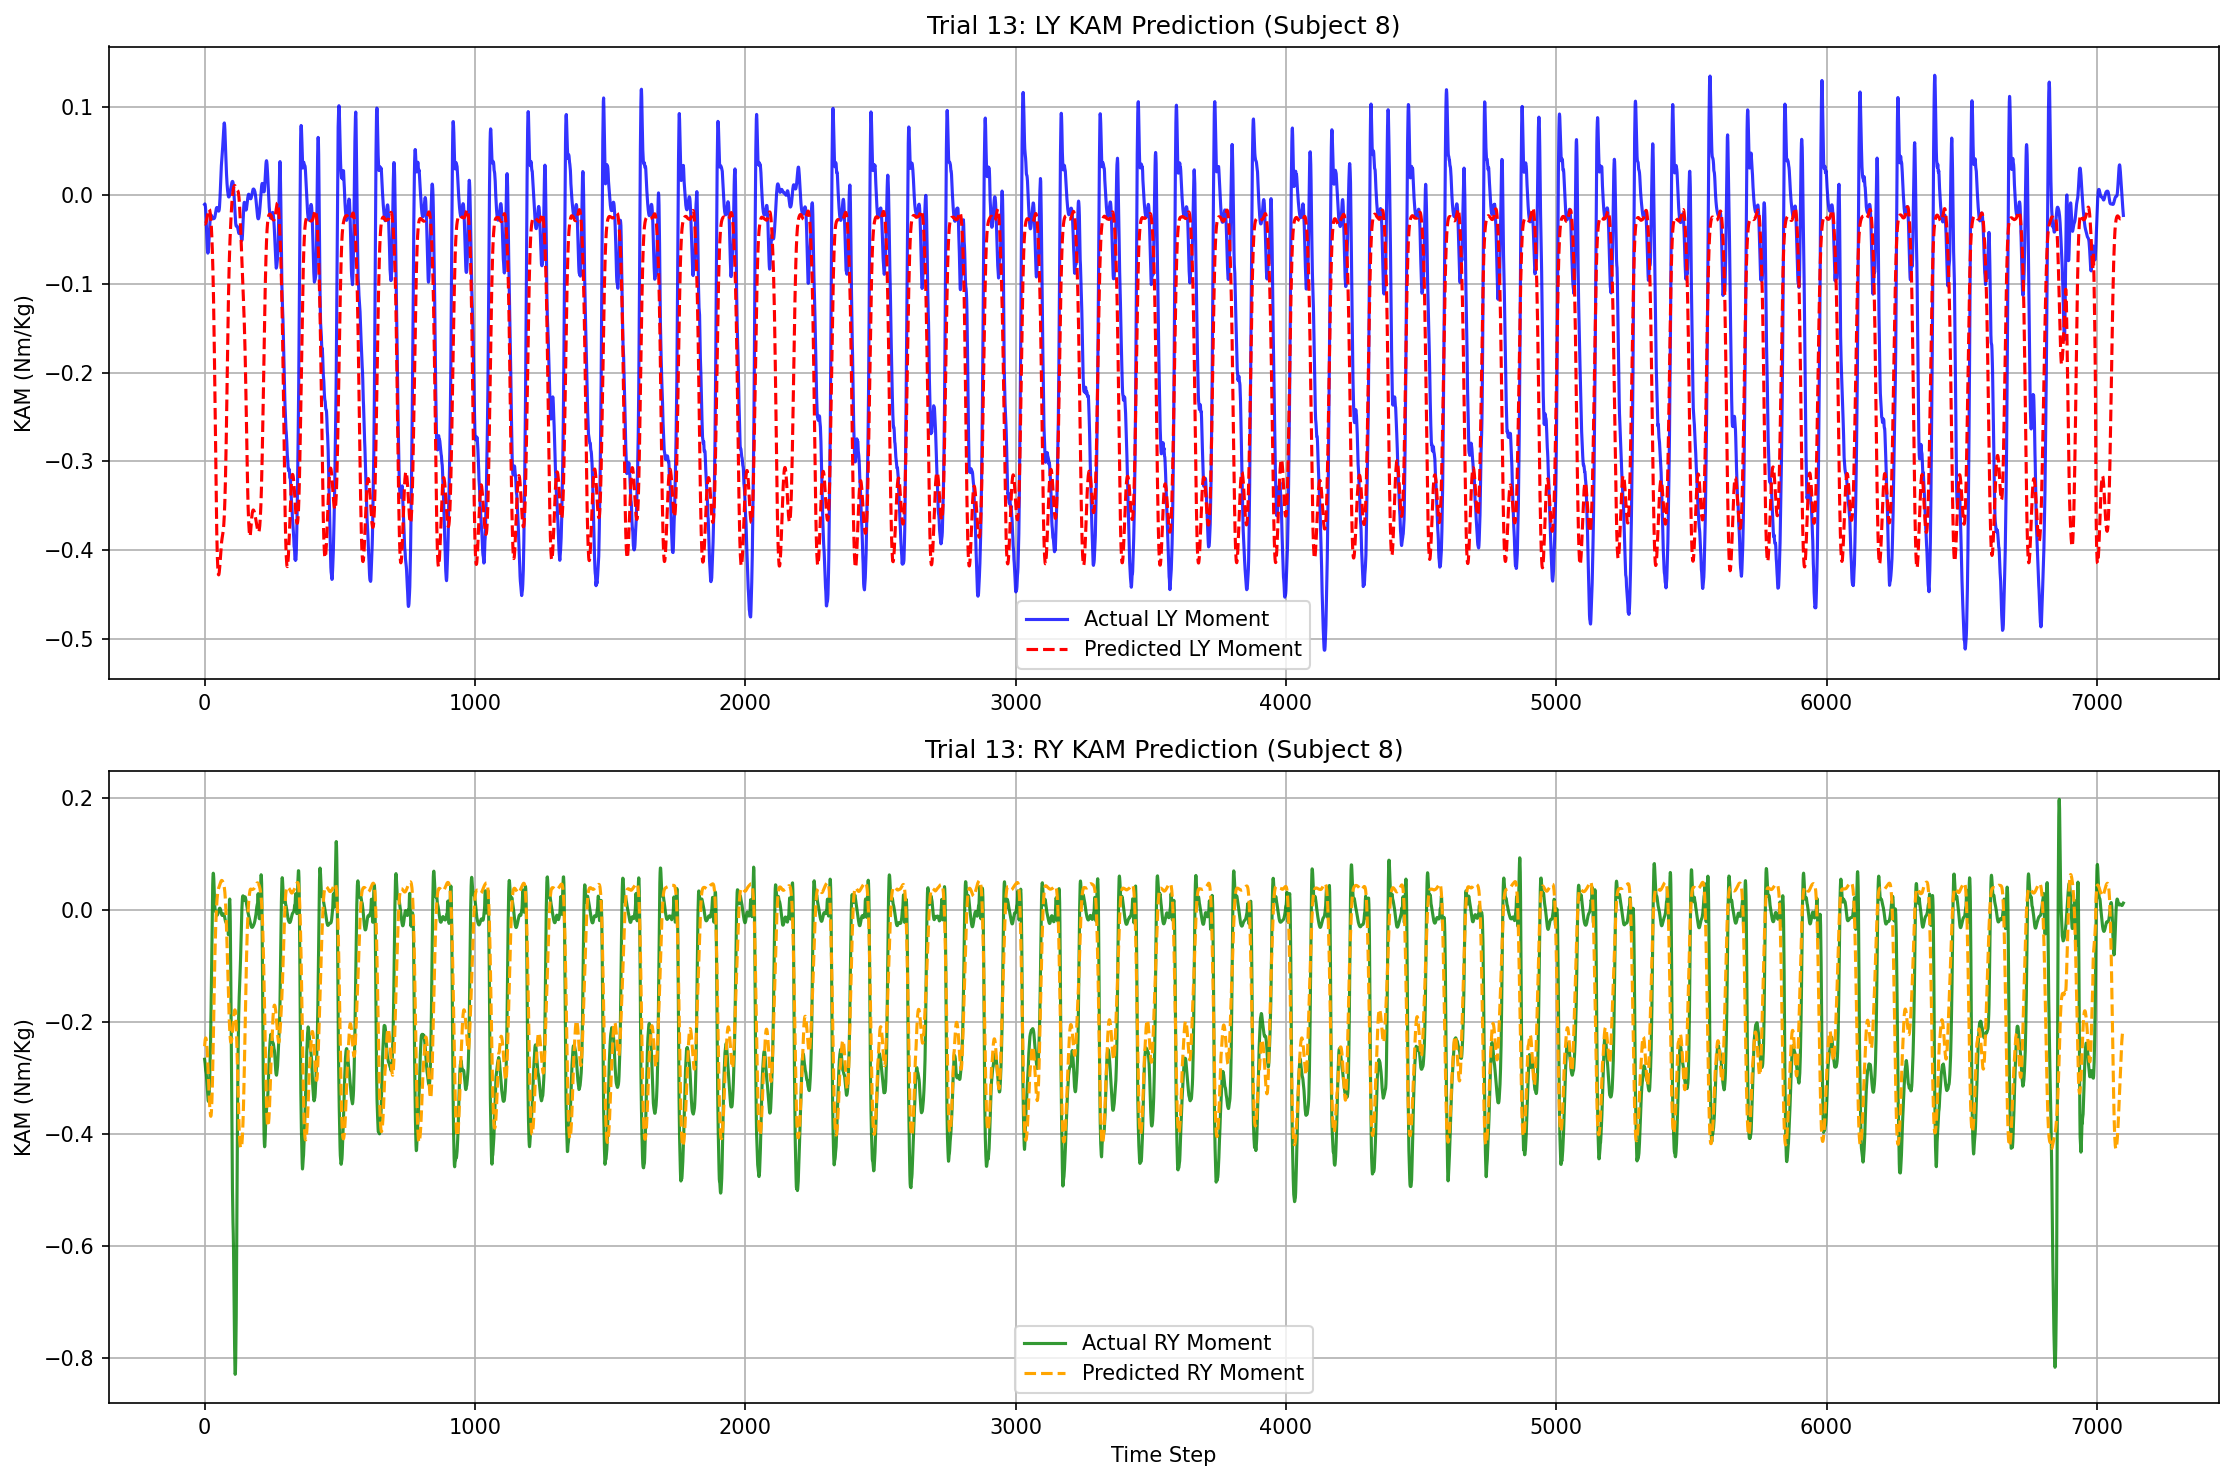 Trial 13: LY KAM Prediction (Subject 8)
0.1
0.0
−0.1
−0.2
−0.3
−0.4
−0.5
KAM (Nm/Kg)
Actual LY Moment
Predicted LY Moment
0 1000 2000 3000 4000 5000 6000 7000
Trial 13: RY KAM Prediction (Subject 8)
0.2
0.0
−0.2
−0.4
−0.6
−0.8
KAM (Nm/Kg)
Actual RY Moment
Predicted RY Moment
0 1000 2000 3000 4000 5000 6000 7000
Time Step